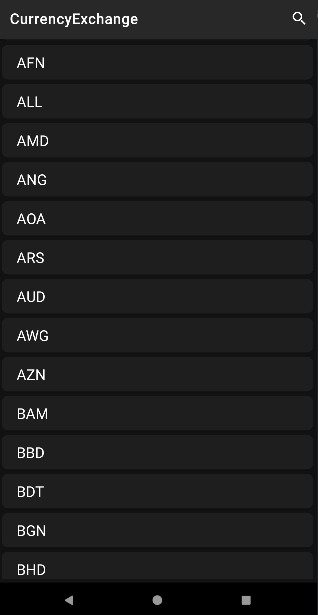 CurrencyExchange
AFN
ALL
AMD
ANG
AOA
ARS
AUD
AWG
AZN
BAM
BBD
BDT
BGN
BHD